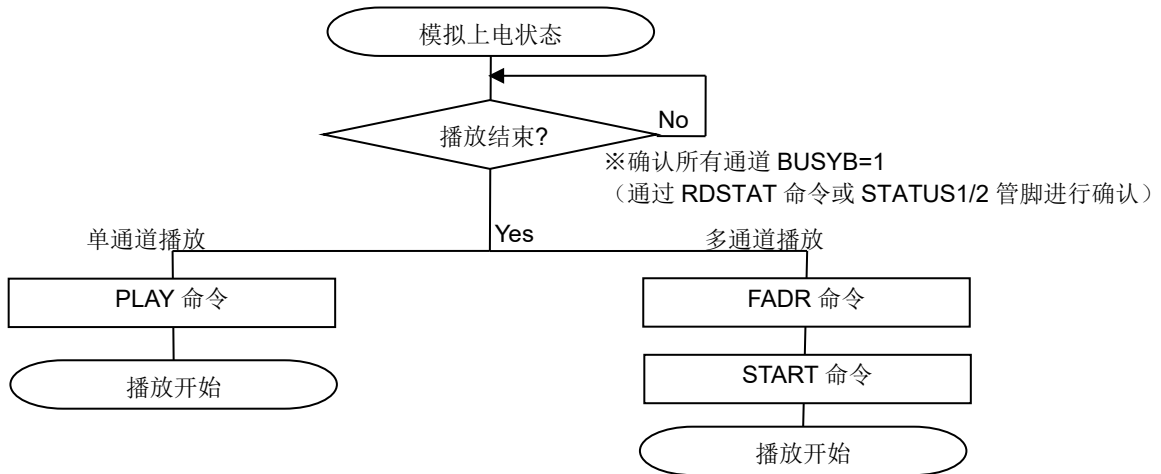 模拟上电状态
播放结束?
No
※确认所有通道 BUSYB=1
（通过 RDSTAT 命令或 STATUS1/2 管脚进行确认）
Yes
单通道播放
多通道播放
PLAY 命令
FADR 命令
START 命令
播放开始
播放开始